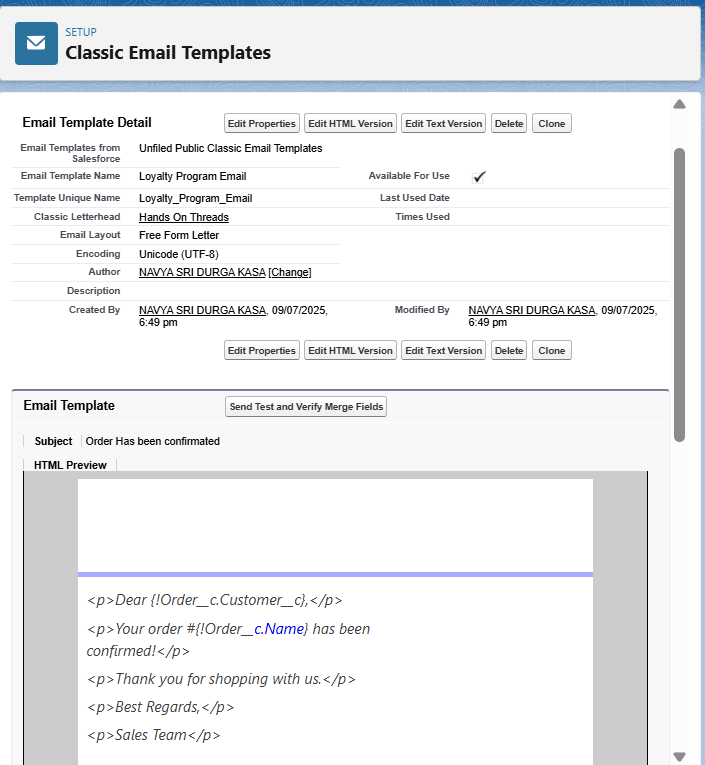 SETUP
Classic Email Templates
Email Template Detail
Edit Properties Edit HTML Version Edit Text Version Delete Clone
Email Templates from Salesforce Unfiled Public Classic Email Templates
Email Template Name Loyalty Program Email Available For Use
Template Unique Name Loyalty_Program_Email Last Used Date
Classic Letterhead Hands On Threads Times Used
Email Layout Free Form Letter
Encoding Unicode (UTF-8)
Author NAVYA SRI DURGA KASA [Change]
Description
Created By NAVYA SRI DURGA KASA, 09/07/2025, 6:49 pm Modified By NAVYA SRI DURGA KASA, 09/07/2025, 6:49 pm
Edit Properties Edit HTML Version Edit Text Version Delete Clone
Email Template Send Test and Verify Merge Fields
Subject Order Has been confirmated
HTML Preview
<p>Dear {!Order__c.Customer__c},</p>
<p>Your order #{!Order__c.Name} has been
confirmed!</p>
<p>Thank you for shopping with us.</p>
<p>Best Regards,</p>
<p>Sales Team</p>